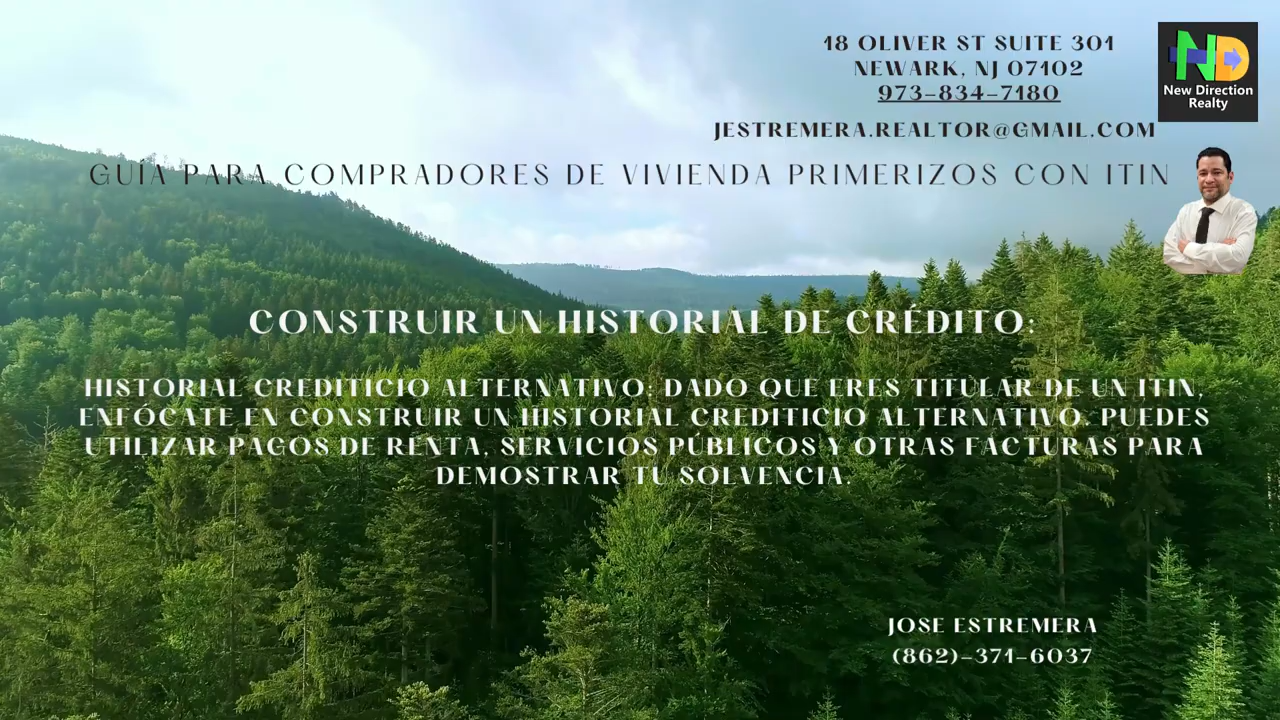 18 OLIVER ST SUITE 301
NEWARK, NJ 07102
973-834-7180
JESTREMERA.REALTOR@GMAIL.COM
New Direction
Realty
GUÍA PARA COMPRADORES DE VIVIENDA PRIMERIZOS CON ITIN
CONSTRUIR UN HISTORIAL DE CRÉDITO:
HISTORIAL CREDITICIO ALTERNATIVO: DADO QUE ERES TITULAR DE UN ITIN,
ENFÓCATE EN CONSTRUIR UN HISTORIAL CREDITICIO ALTERNATIVO. PUEDES
UTILIZAR PAGOS DE RENTA, SERVICIOS PÚBLICOS Y OTRAS FACTURAS PARA
DEMOSTRAR TU SOLVENCIA.
JOSE ESTREMERA
(862)-371-6037